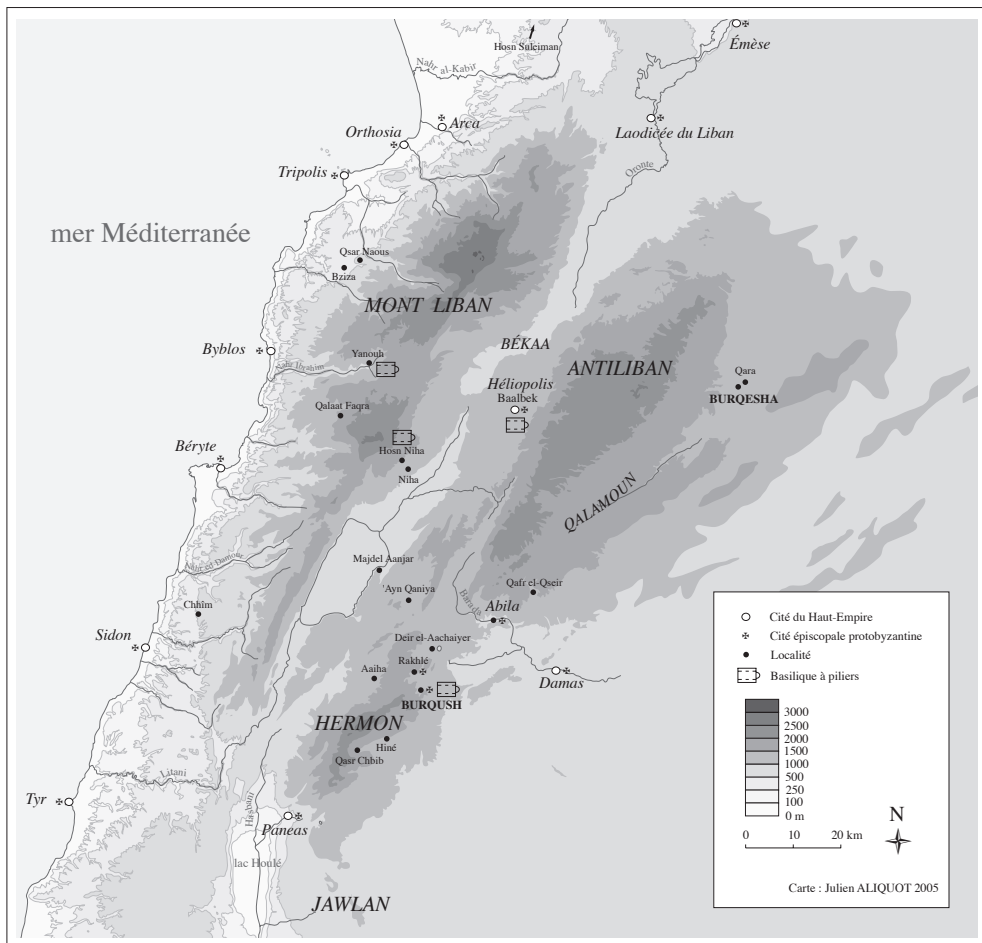 Hosn Suleiman
Émèse
Nahr al-Kabir
Arca
Laodicée du Liban
Orthosia
Tripolis
Oronte
mer Méditerranée
Qsar Naous
Bziza
MONT LIBAN
BÉKAA
Byblos
Yanouh
Nahr Ibrahim
ANTILIBAN
Qara
BURQESHA
Héliopolis
Baalbek
Qalaat Faqra
Hosn Niha
Niha
Béryte
QALAMOUN
Nahr ed-Damour
Majdel Aanjar
'Ayn Qaniya
Qafr el-Qseir
Barada
Abila
Chhîm
Sidon
Deir el-Aachaiyer
Rakhlé
Aaiha
Damas
BURQUSH
HERMON
Hiné
Qasr Chbib
Litani
Hasbani
Tyr
Panéas
lac Houlé
JAWLAN
Cité du Haut-Empire
Cité épiscopale protobyzantine
Localité
Basilique à piliers
3000
2500
2000
1500
1000
500
250
100
0 m
N
0 10 20 km
Carte : Julien ALIQUOT 2005